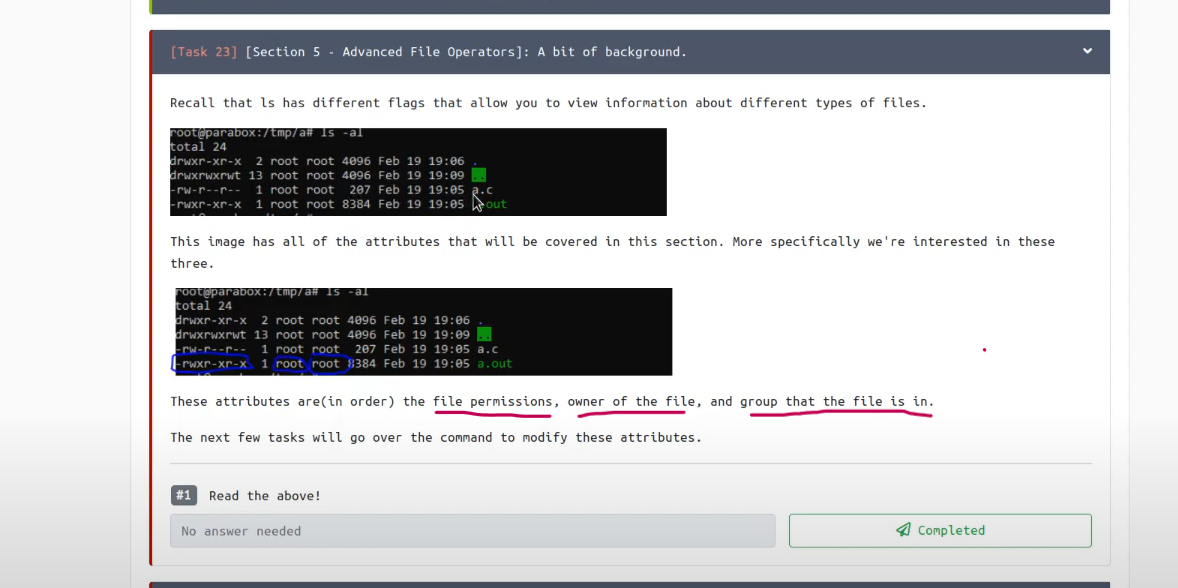 [Task 23] [Section 5 - Advanced File Operators]: A bit of background.
Recall that ls has different flags that allow you to view information about different types of files.
root@parabox:/tmp/a# ls -al
total 24
drwxr-xr-x 2 root root 4096 Feb 19 19:06 .
drwxrwxrwt 13 root root 4096 Feb 19 19:09 ..
-rw-r--r-- 1 root root 207 Feb 19 19:05 a.c
-rwxr-xr-x 1 root root 8384 Feb 19 19:05 a.out
This image has all of the attributes that will be covered in this section. More specifically we're interested in these
three.
root@parabox:/tmp/a# ls -al
total 24
drwxr-xr-x 2 root root 4096 Feb 19 19:06 .
drwxrwxrwt 13 root root 4096 Feb 19 19:09 ..
-rw-r--r-- 1 root root 207 Feb 19 19:05 a.c
-rwxr-xr-x 1 root root 8384 Feb 19 19:05 a.out
These attributes are(in order) the file permissions, owner of the file, and group that the file is in.
The next few tasks will go over the command to modify these attributes.
#1 Read the above!
No answer needed
Completed